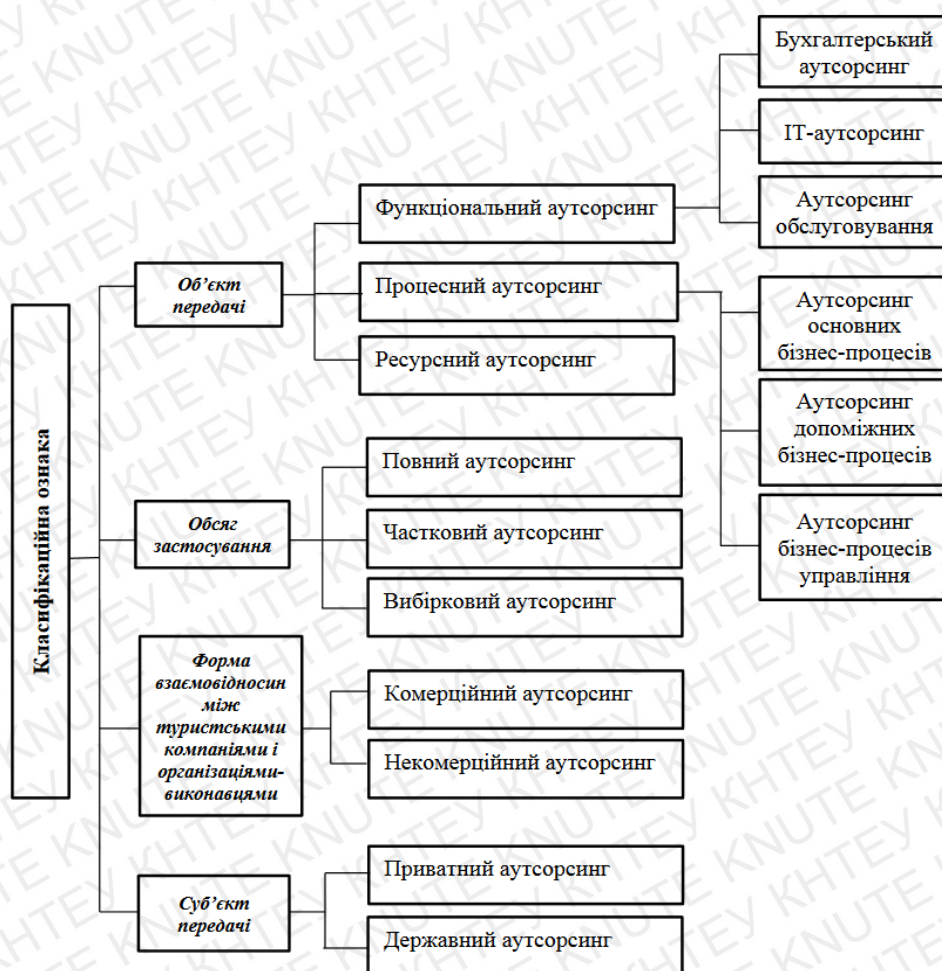 Класифікаційна ознака
Об’єкт
передачі
Функціональний аутсорсинг
Бухгалтерський
аутсорсинг
ІТ-аутсорсинг
Аутсорсинг
обслуговування
Процесний аутсорсинг
Аутсорсинг
основних
бізнес-процесів
Аутсорсинг
допоміжних
бізнес-процесів
Аутсорсинг
бізнес-процесів
управління
Ресурсний аутсорсинг
Обсяг
застосування
Повний аутсорсинг
Частковий аутсорсинг
Вибірковий аутсорсинг
Форма
взаємовідносин
між
туристськими
компаніями і
організаціями-
виконавцями
Комерційний аутсорсинг
Некомерційний аутсорсинг
Суб’єкт
передачі
Приватний аутсорсинг
Державний аутсорсинг
KNUTE КНТЕУ